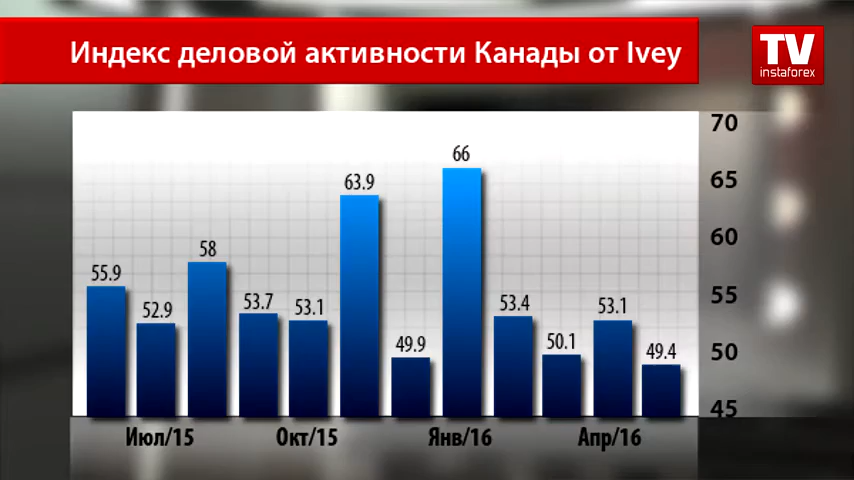 Индекс деловой активности Канады от Ivey
TV
instaforex
70
65
60
55
50
45
55.9
52.9
58
53.7
53.1
63.9
49.9
66
53.4
50.1
53.1
49.4
Июл/15
Окт/15
Янв/16
Апр/16